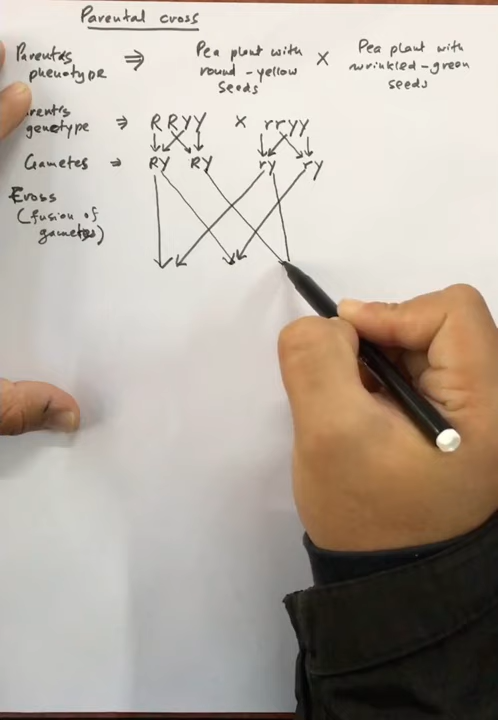 Parental cross
Parent's phenotype ⇒ Pea plant with round-yellow seeds × Pea plant with wrinkled-green seeds
genotype ⇒ RRYY × rryy
Gametes ⇒ RY RY ry ry
Cross
(fusion of
gametes)